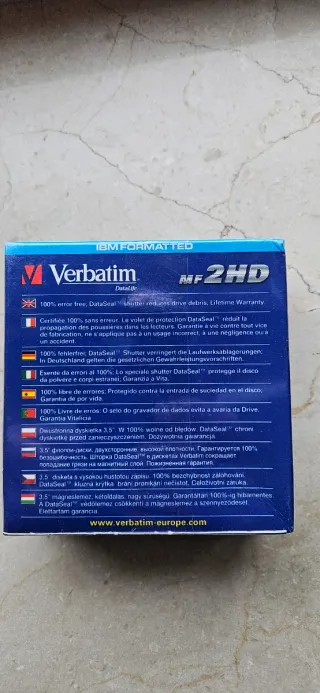 IBM FORMATTED
Verbatim
DataLife
MF 2HD
100% error free; DataSeal™ shutter reduces drive debris; Lifetime Warranty.
Certifiée 100% sans erreur. Le volet de protection DataSeal™ réduit la
propagation des poussières dans les lecteurs. Garantie à vie contre tout vice
de fabrication, ne s'applique pas à un usage incorrect, à une négligence ou à
un accident.
100% fehlerfrei; DataSeal™ Shutter verringert die Laufwerksablagerungen;
In Deutschland gelten die gesetzlichen Gewährleistungsvorschriften.
Esente da errori al 100%; Lo speciale shutter DataSeal™ protegge il disco
da polvere e corpi estranei; Garanzia a Vita.
100% libre de errores; Protegido contra la entrada de suciedad en el disco;
Garantia de por vida.
100% Livre de erros; O selo do gravador de dados evita a avaria da Drive.
Garantia Vitalícia
Dwustronna dyskietka 3,5". W 100% wolne od błędów. DataSeal™ chroni
dyskietkę przed zanieczyszczeniem. Dożywotnia gwarancja.
3.5" флоппи-диски, двухсторонние, высокой плотности. Гарантируется 100%
безошибочность. Шторка DataSeal™ в дискетах Verbatim сокращает
попадание грязи на магнитный слой. Пожизненная гарантия.
3,5" disketa s vysokou hustotou zápisu. 100% bezchybnost zálohování.
DataSeal™ kluzná krytka brání pronikání nečistot. Celoživotní záruka.
3,5" mágneslemez, kétoldalas, nagy sűrűségű. Garantáltan 100%-ig hibamentes.
A DataSeal™ védőlemez csökkenti a mágneslemez a szennyeződését.
Élettartam garancia.
www.verbatim-europe.com